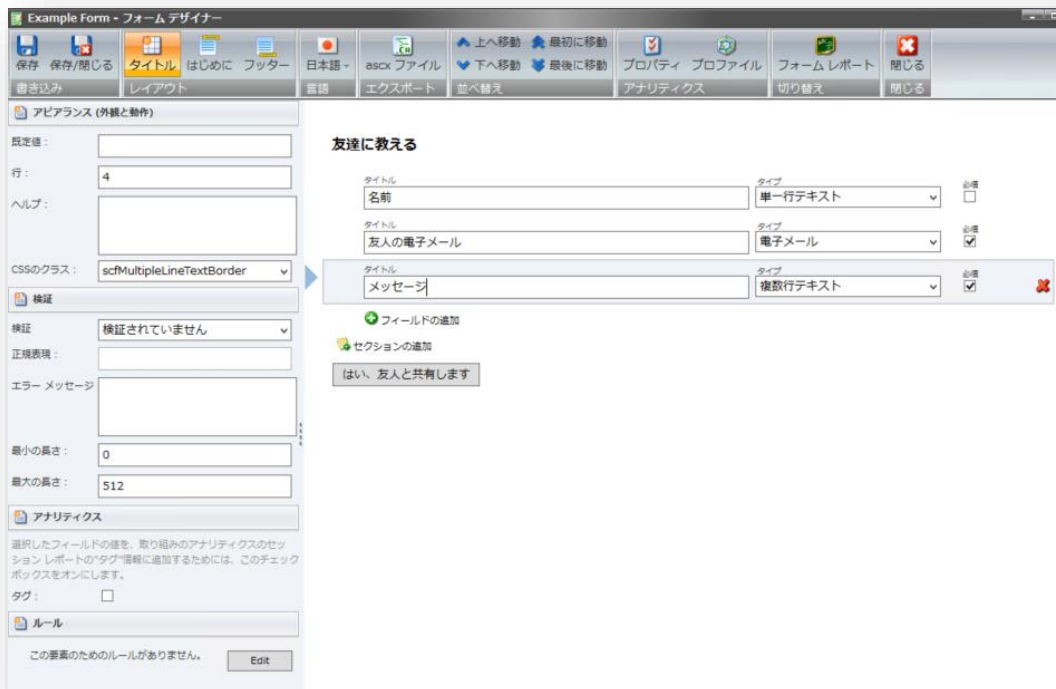 Example Form - フォーム デザイナー
保存 保存/閉じる タイトル はじめに フッター 日本語 ascx ファイル 上へ移動 最初に移動 下へ移動 最後に移動 プロパティ プロファイル フォーム レポート 閉じる
書き込み レイアウト 言語 エクスポート 並べ替え アナリティクス 切り替え 閉じる
アピアランス (外観と動作)
既定値：
行： 4
ヘルプ：
CSSのクラス： scfMultipleLineTextBorder
検証
検証 検証されていません
正規表現：
エラー メッセージ
最小の長さ： 0
最大の長さ： 512
アナリティクス
選択したフィールドの値を、取り組みのアナリティクスのセッ
ション レポートの"タグ"情報に追加するためには、このチェック
ボックスをオンにします。
タグ：
ルール
この要素のためのルールがありません。 Edit
友達に教える
タイトル タイプ 必須
名前 単一行テキスト
タイトル タイプ 必須
友人の電子メール 電子メール
タイトル タイプ 必須
メッセージ 複数行テキスト
フィールドの追加
セクションの追加
はい、友人と共有します